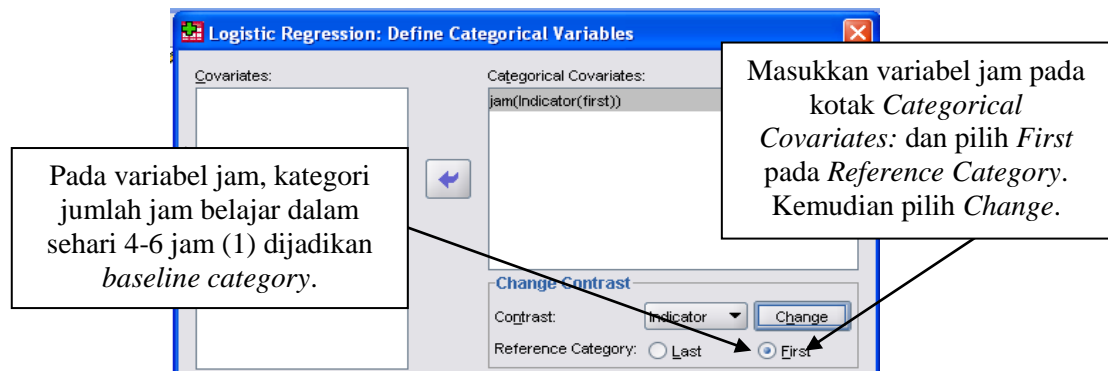 Logistic Regression: Define Categorical Variables
Covariates:
Categorical Covariates:
jam(Indicator(first))
Masukkan variabel jam pada
kotak Categorical
Covariates: dan pilih First
pada Reference Category.
Kemudian pilih Change.
Pada variabel jam, kategori
jumlah jam belajar dalam
sehari 4-6 jam (1) dijadikan
baseline category.
Change Contrast
Contrast:
Indicator
Change
Reference Category:
Last
First